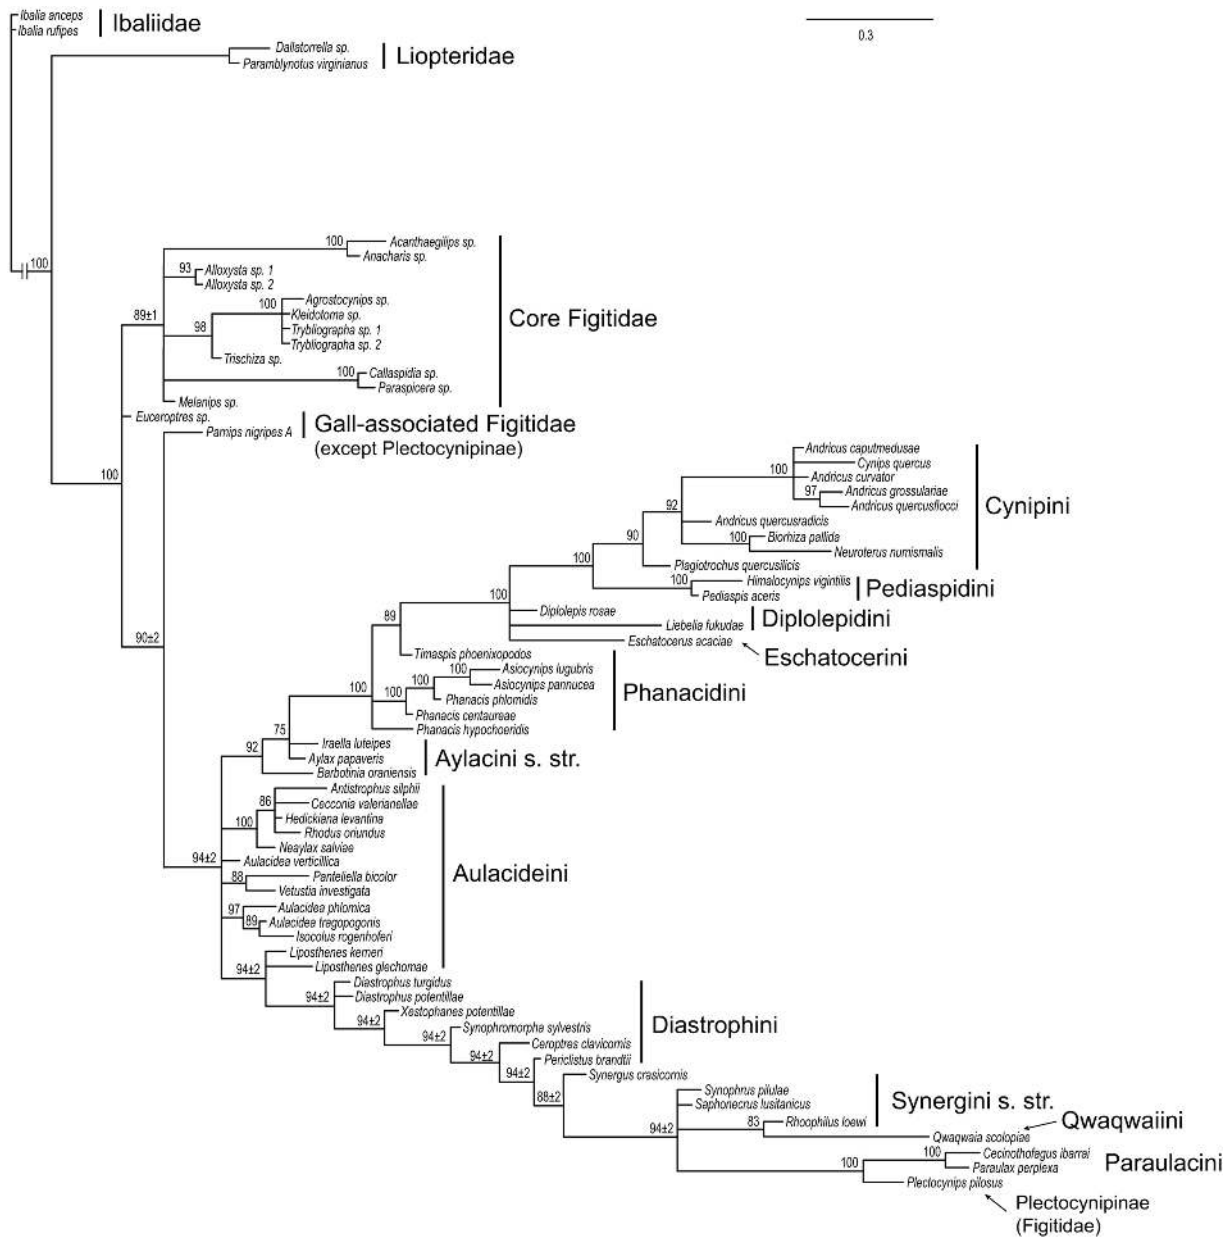 Ibalia anceps
Ibalia rufipes
Ibaliidae
0.3
Dallatorrella sp.
Paramblynotus virginianus
Liopteridae
100
100
Acanthaegilips sp.
Anacharis sp.
93
Alloxysta sp. 1
Alloxysta sp. 2
89±1
98
100
Agrostocynips sp.
Kleidotoma sp.
Trybliographa sp. 1
Trybliographa sp. 2
Trischiza sp.
Core Figitidae
100
Callaspidia sp.
Paraspicera sp.
Melanips sp.
Euceroptres sp.
Parnips nigripes A
Gall-associated Figitidae
(except Plectocynipinae)
100
Andricus caputmedusae
100
Cynips quercus
Andricus curvator
97
Andricus grossulariae
Andricus quercusflocci
92
Andricus quercusradicis
100
Biorhiza pallida
Neuroterus numismalis
90
Plagiotrochus quercusilicis
Cynipini
100
100
Himalocynips vigintilis
Pediaspis aceris
Pediaspidini
100
Diplolepis rosae
Liebelia fukudae
Diplolepidini
Eschatocerus acaciae
Eschatocerini
89
90±2
Timaspis phoenixopodos
100
Asiocynips lugubris
Asiocynips pannucea
100
Phanacis phlomidis
100
100
Phanacis centaureae
Phanacis hypochoeridis
Phanacidini
75
92
Iraella luteipes
Aylax papaveris
Barbotinia oraniensis
Aylacini s. str.
Antistrophus silphii
86
Cecconia valerianellae
Hedickiana levantina
100
Rhodus oriundus
Neaylax salviae
94±2
Aulacidea verticillica
88
Panteliella bicolor
Vetustia investigata
Aulacideini
97
Aulacidea phlomica
89
Aulacidea tragopogonis
Isocolus rogenhoferi
Liposthenes kerneri
94±2
Liposthenes glechomae
Diastrophus turgidus
94±2
Diastrophus potentillae
Xestophanes potentillae
94±2
Synophromorpha sylvestris
94±2
Ceroptres clavicornis
94±2
Periclistus brandtii
94±2
Diastrophini
Synergus crasicornis
88±2
Synophrus pilulae
Saphonecrus lusitanicus
Synergini s. str.
94±2
83
Rhoophilus loewi
Qwaqwaia scolopiae
Qwaqwaiini
100
100
Cecinothofagus ibarrai
Paraulax perplexa
Paraulacini
Plectocynips pilosus
Plectocynipinae
(Figitidae)